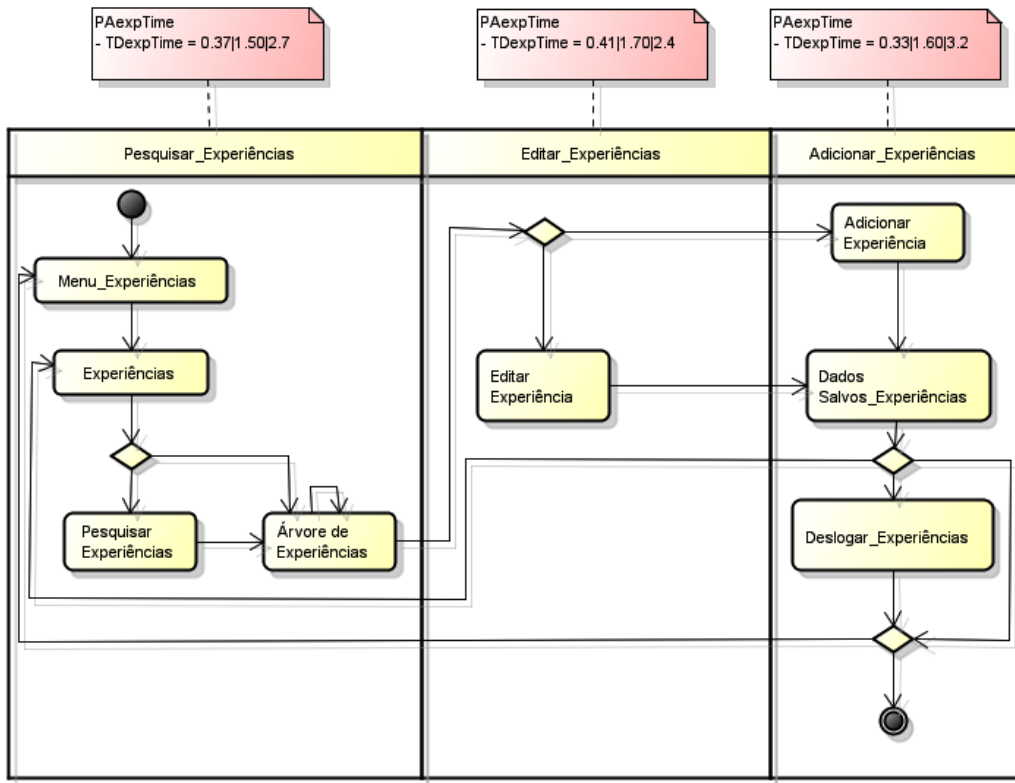 PAexpTime
- TDexpTime = 0.37|1.50|2.7
PAexpTime
- TDexpTime = 0.41|1.70|2.4
PAexpTime
- TDexpTime = 0.33|1.60|3.2
Pesquisar_Experiências
Editar_Experiências
Adicionar_Experiências
Menu_Experiências
Experiências
Pesquisar
Experiências
Árvore de
Experiências
Editar
Experiência
Adicionar
Experiência
Dados
Salvos_Experiências
Deslogar_Experiências